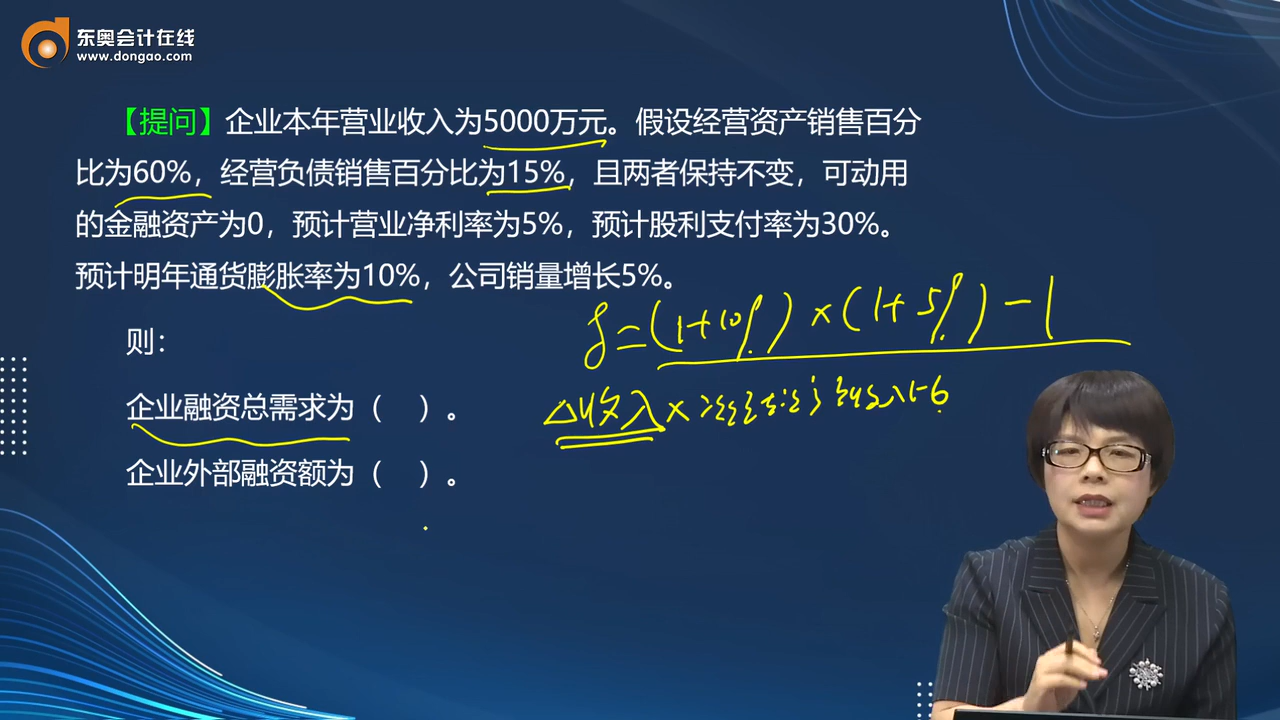 东奥会计在线
www.dongao.com
【提问】企业本年营业收入为5000万元。假设经营资产销售百分
比为60%，经营负债销售百分比为15%，且两者保持不变，可动用
的金融资产为0，预计营业净利率为5%，预计股利支付率为30%。
预计明年通货膨胀率为10%，公司销量增长5%。
则：
g=(1+10%)×(1+5%)-1
企业融资总需求为（ ）。
△收入×
企业外部融资额为（ ）。